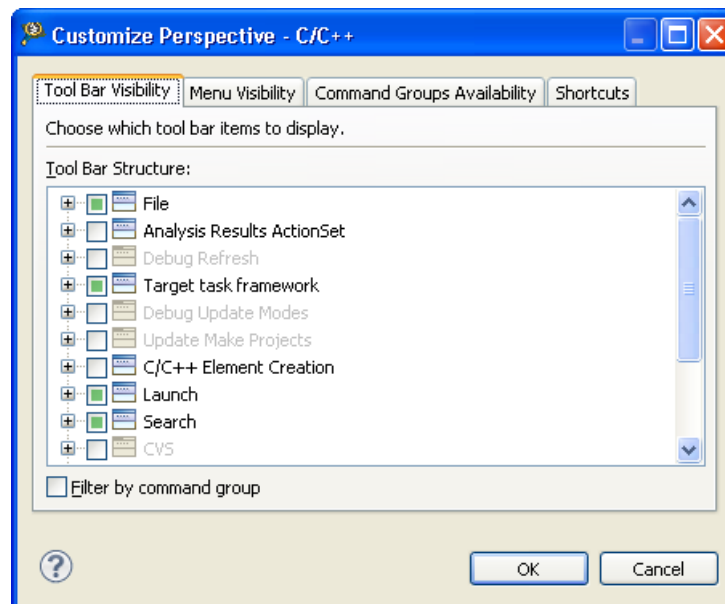 Customize Perspective - C/C++
Tool Bar Visibility Menu Visibility Command Groups Availability Shortcuts
Choose which tool bar items to display.
Tool Bar Structure:
File
Analysis Results ActionSet
Debug Refresh
Target task framework
Debug Update Modes
Update Make Projects
C/C++ Element Creation
Launch
Search
CVS
Filter by command group
? OK Cancel